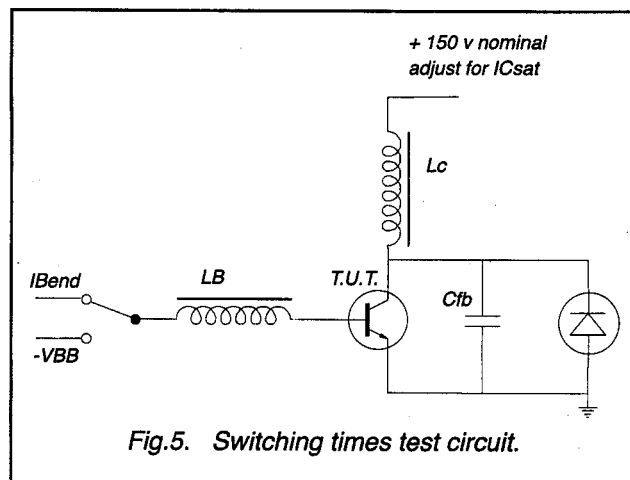 + 150 v nominal
adjust for ICsat
Lc
IBend
LB
T.U.T.
Cfb
-VBB
Fig.5. Switching times test circuit.